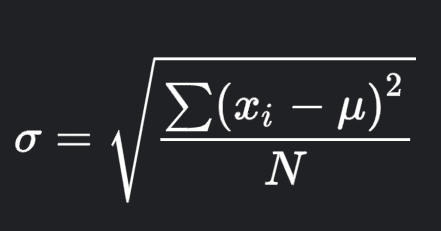 σ = √(∑(xᵢ − μ)² / N)